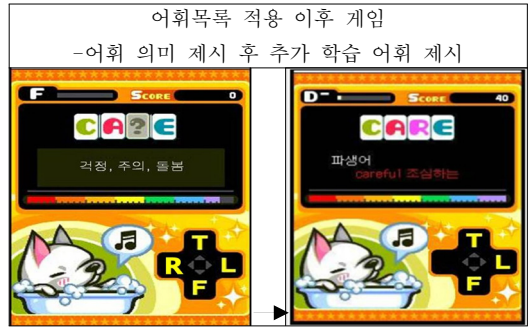 어휘목록 적용 이후 게임
-어휘 의미 제시 후 추가 학습 어휘 제시
F SCORE 0
CA?E
걱정, 주의, 돌봄
T
R L
F
D- SCORE 40
CARE
파생어
careful 조심하는
T
L
F